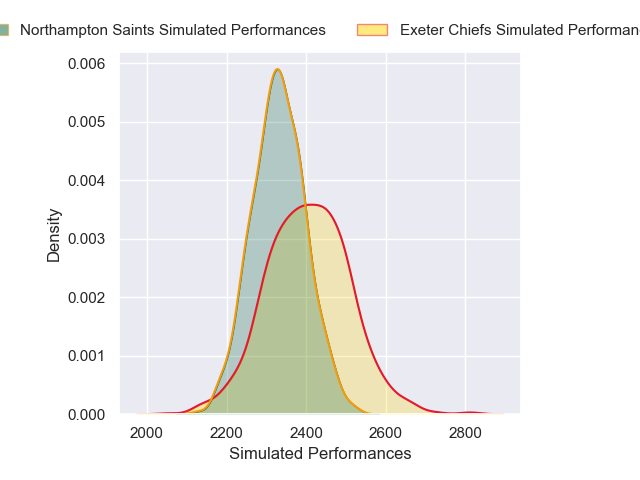 Northampton Saints Simulated Performances
Exeter Chiefs Simulated
0.006
0.005
0.004
0.003
0.002
0.001
0.000
Density
2000 2200 2400 2600 2800
Simulated Performances